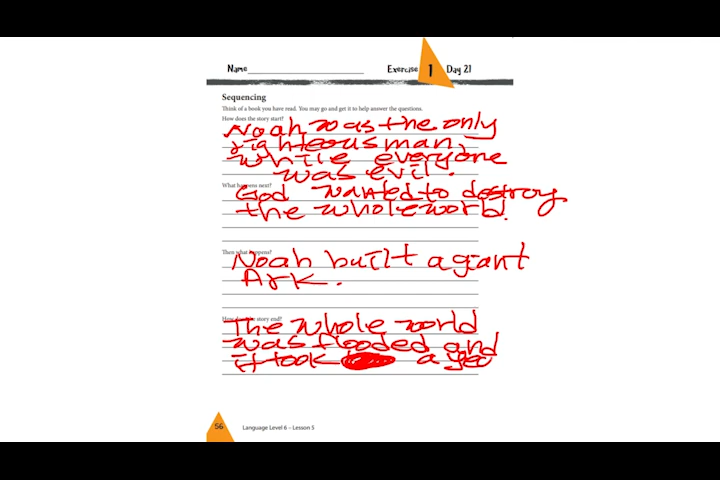 Name
Exercise 1 Day 21
Sequencing
Think of a book you have read. You may go and get it to help answer the questions.
How does the story start?
Noah was the only
righteous man,
while everyone
was evil.
What happens next?
God wanted to destroy
the whole world.
Then what happens?
Noah built a giant
Ark.
How does the story end?
The whole world
was flooded and
it took a
56 Language Level 6 – Lesson 5